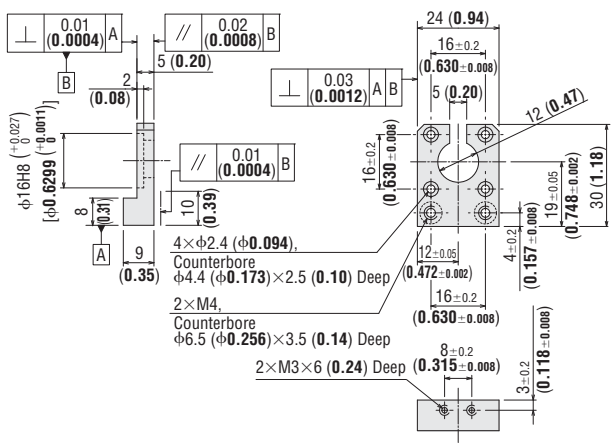 ⊥ 0.01 (0.0004) A
B
// 0.02 (0.0008) B
5 (0.20)
2
(0.08)
φ16H8 (+0.027 0)
[φ0.6299 (+0.0011 0)]
8
(0.31)
A
// 0.01 (0.0004) B
10
(0.39)
9
(0.35)
24 (0.94)
16±0.2
(0.630±0.008)
⊥ 0.03 (0.0012) A B
5 (0.20)
12 (0.47)
16±0.2
(0.630±0.008)
30 (1.18)
19±0.05
(0.748±0.002)
4±0.2
(0.157±0.008)
12±0.05
(0.472±0.002)
16±0.2
(0.630±0.008)
4×φ2.4 (φ0.094),
Counterbore
φ4.4 (φ0.173)×2.5 (0.10) Deep
2×M4,
Counterbore
φ6.5 (φ0.256)×3.5 (0.14) Deep
8±0.2
2×M3×6 (0.24) Deep (0.315±0.008)
3±0.2
(0.118±0.008)